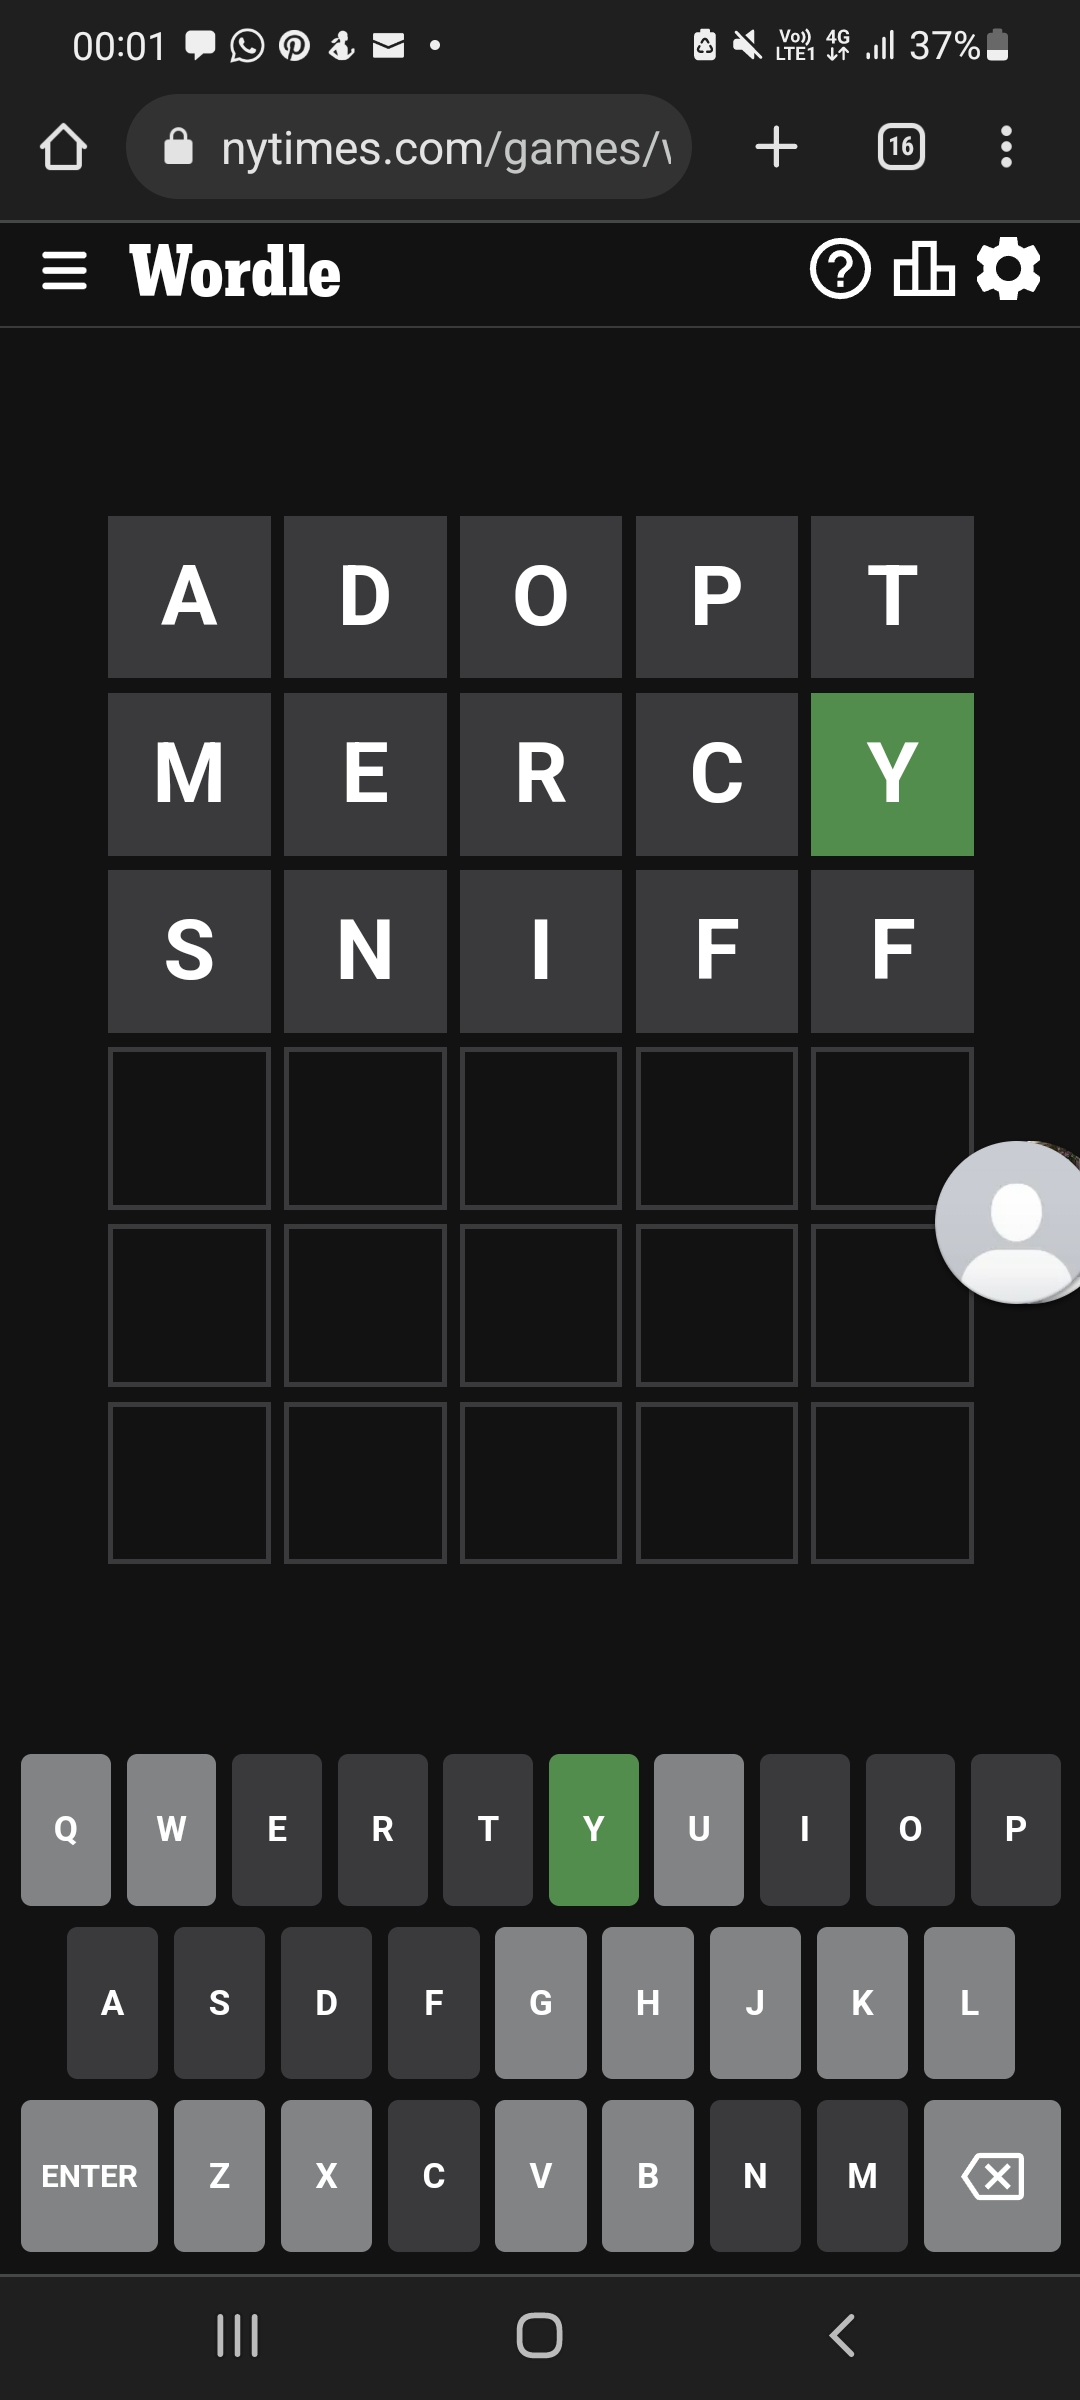 00:01 Vo)) LTE1 4G 37%
nytimes.com/games/ 16
Wordle
A D O P T
M E R C Y
S N I F F
Q W E R T Y U I O P
A S D F G H J K L
ENTER Z X C V B N M